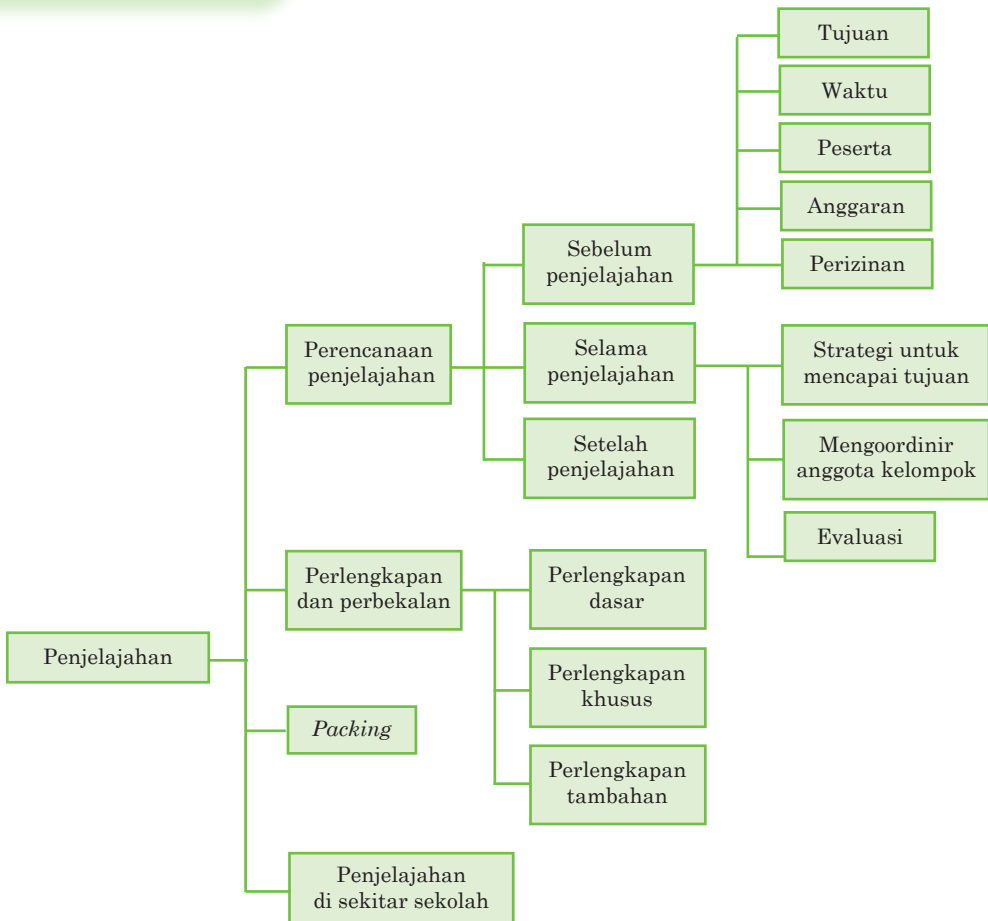 Tujuan
Waktu
Peserta
Anggaran
Perizinan
Sebelum
penjelajahan
Perencanaan
penjelajahan
Selama
penjelajahan
Strategi untuk
mencapai tujuan
Setelah
penjelajahan
Mengoordinir
anggota kelompok
Evaluasi
Perlengkapan
dan perbekalan
Perlengkapan
dasar
Penjelajahan
Perlengkapan
khusus
Packing
Perlengkapan
tambahan
Penjelajahan
di sekitar sekolah